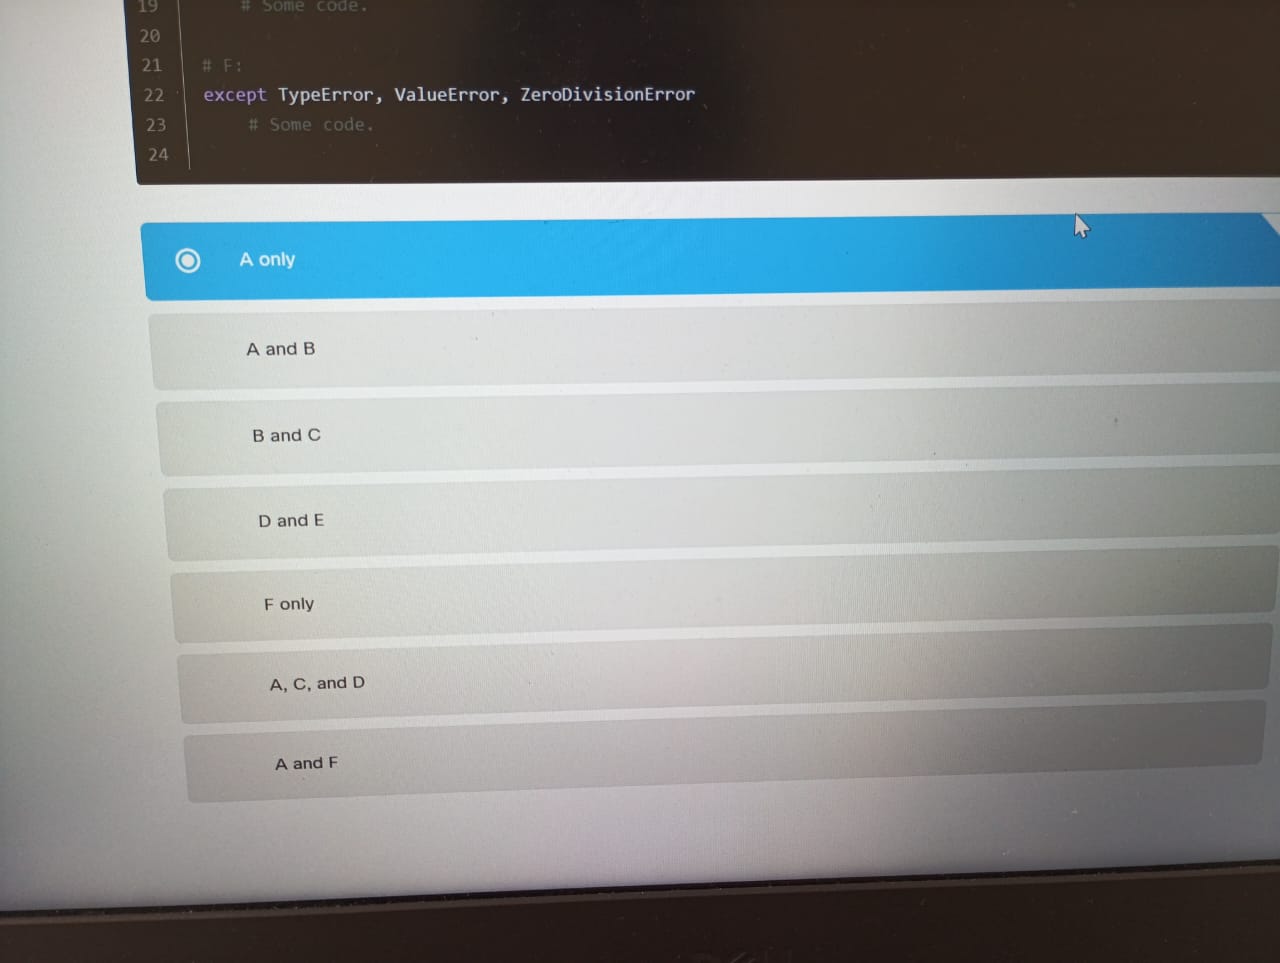 19 # Some code.
20
21 # F:
22 except TypeError, ValueError, ZeroDivisionError
23 # Some code.
24
A only
A and B
B and C
D and E
F only
A, C, and D
A and F